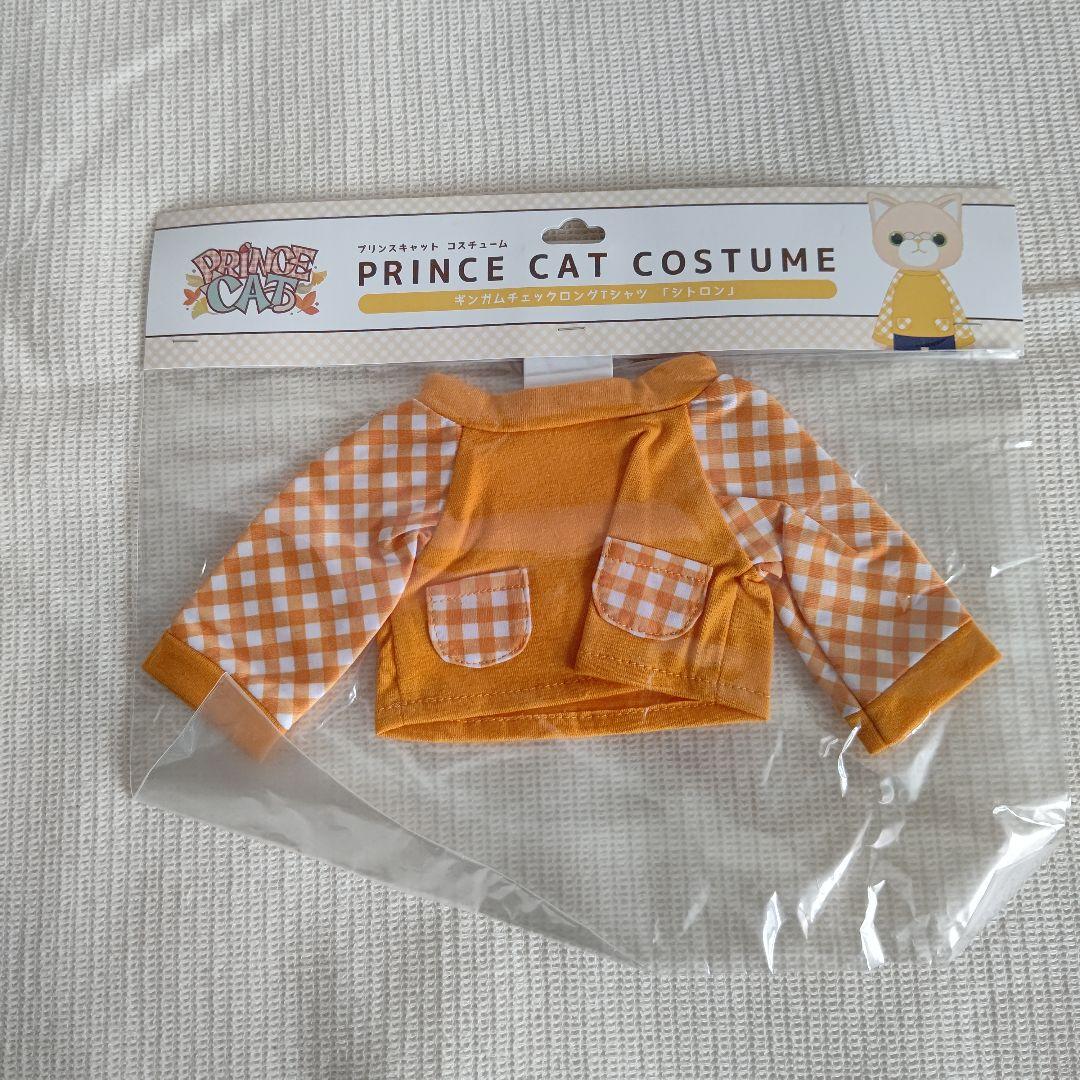 PRINCE
CAT
プリンスキャット コスチューム
PRINCE CAT COSTUME
ギンガムチェックロングTシャツ 「シトロン」